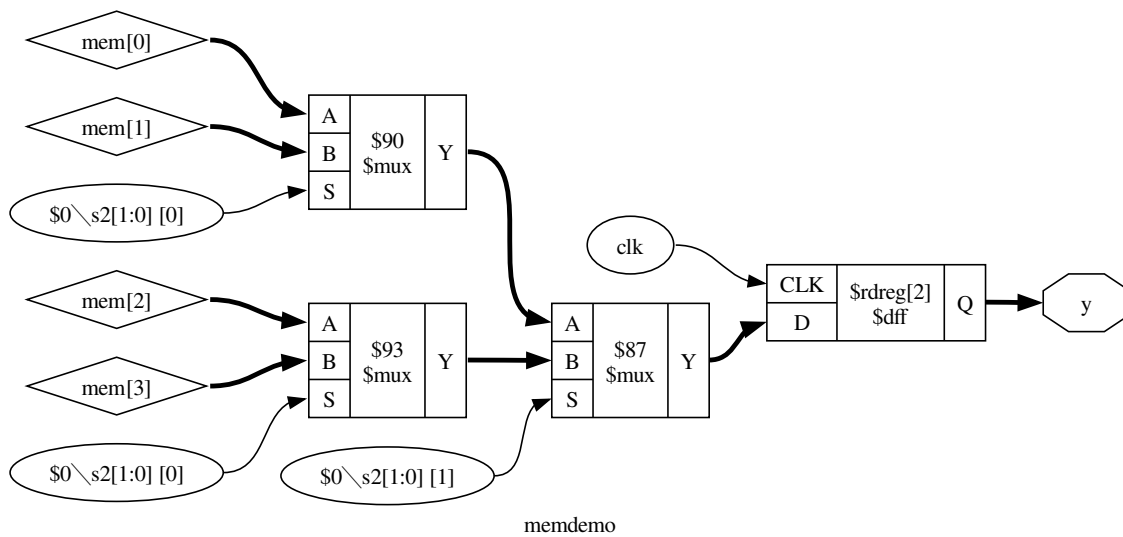 mem[0]
mem[1]
$0\s2[1:0] [0]
A
B
S
$90
$mux
Y
mem[2]
mem[3]
$0\s2[1:0] [0]
A
B
S
$93
$mux
Y
$0\s2[1:0] [1]
A
B
S
$87
$mux
Y
clk
CLK
D
$rdreg[2]
$dff
Q
y
memdemo